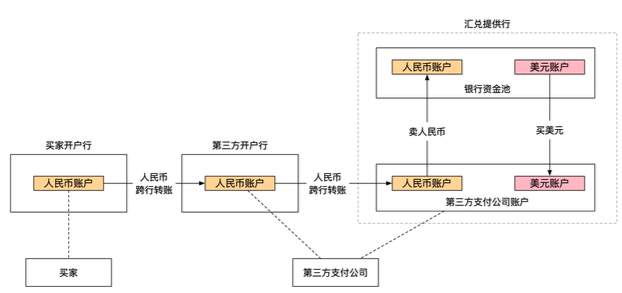 汇兑提供行
人民币账户
美元账户
银行资金池
卖人民币
买美元
买家开户行
第三方开户行
人民币账户
人民币
跨行转账
人民币账户
人民币
跨行转账
人民币账户
美元账户
第三方支付公司账户
买家
第三方支付公司